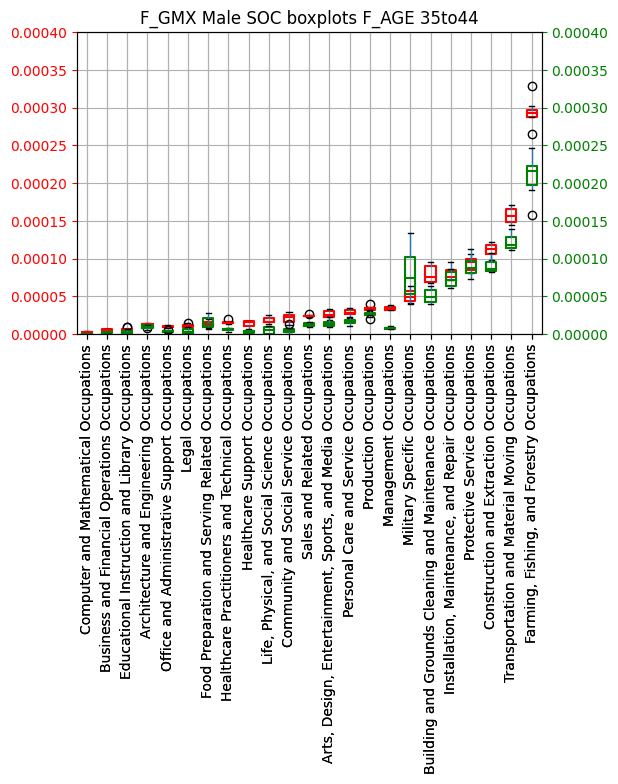 F_GMX Male SOC boxplots F_AGE 35to44
0.00040
0.00035
0.00030
0.00025
0.00020
0.00015
0.00010
0.00005
0.00000
0.00040
0.00035
0.00030
0.00025
0.00020
0.00015
0.00010
0.00005
0.00000
Computer and Mathematical Occupations
Business and Financial Operations Occupations
Educational Instruction and Library Occupations
Architecture and Engineering Occupations
Office and Administrative Support Occupations
Legal Occupations
Food Preparation and Serving Related Occupations
Healthcare Practitioners and Technical Occupations
Healthcare Support Occupations
Life, Physical, and Social Science Occupations
Community and Social Service Occupations
Sales and Related Occupations
Arts, Design, Entertainment, Sports, and Media Occupations
Personal Care and Service Occupations
Production Occupations
Management Occupations
Military Specific Occupations
Building and Grounds Cleaning and Maintenance Occupations
Installation, Maintenance, and Repair Occupations
Protective Service Occupations
Construction and Extraction Occupations
Transportation and Material Moving Occupations
Farming, Fishing, and Forestry Occupations